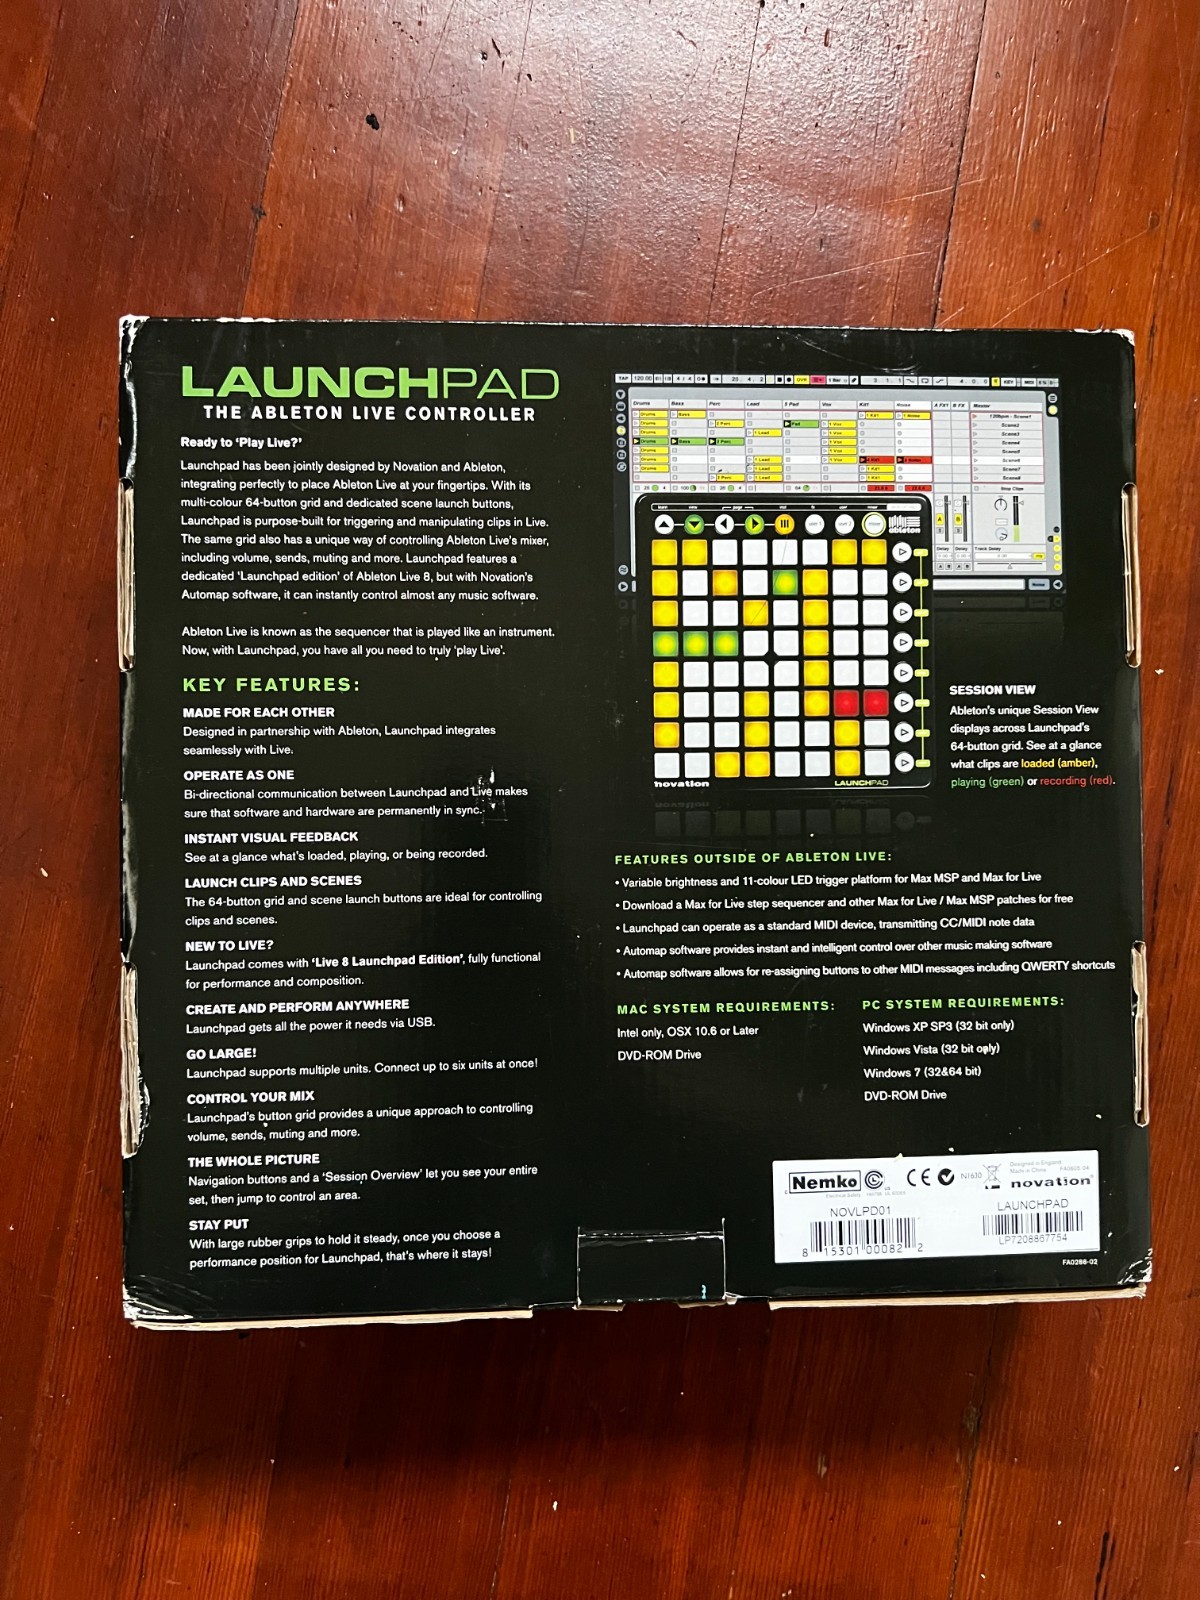 LAUNCHPAD
THE ABLETON LIVE CONTROLLER
Ready to 'Play Live?'
Launchpad has been jointly designed by Novation and Ableton,
integrating perfectly to place Ableton Live at your fingertips. With its
multi-colour 64-button grid and dedicated scene launch buttons,
Launchpad is purpose-built for triggering and manipulating clips in Live.
The same grid also has a unique way of controlling Ableton Live's mixer,
including volume, sends, muting and more. Launchpad features a
dedicated 'Launchpad edition' of Ableton Live 8, but with Novation's
Automap software, it can instantly control almost any music software.
Ableton Live is known as the sequencer that is played like an instrument.
Now, with Launchpad, you have all you need to truly 'play Live'.
KEY FEATURES:
MADE FOR EACH OTHER
Designed in partnership with Ableton, Launchpad integrates
seamlessly with Live.
OPERATE AS ONE
Bi-directional communication between Launchpad and Live makes
sure that software and hardware are permanently in sync.
INSTANT VISUAL FEEDBACK
See at a glance what's loaded, playing, or being recorded.
LAUNCH CLIPS AND SCENES
The 64-button grid and scene launch buttons are ideal for controlling
clips and scenes.
NEW TO LIVE?
Launchpad comes with 'Live 8 Launchpad Edition', fully functional
for performance and composition.
CREATE AND PERFORM ANYWHERE
Launchpad gets all the power it needs via USB.
GO LARGE!
Launchpad supports multiple units. Connect up to six units at once!
CONTROL YOUR MIX
Launchpad's button grid provides a unique approach to controlling
volume, sends, muting and more.
THE WHOLE PICTURE
Navigation buttons and a 'Session Overview' let you see your entire
set, then jump to control an area.
STAY PUT
With large rubber grips to hold it steady, once you choose a
performance position for Launchpad, that's where it stays!
Drums Bass Perc Lead Vox Master
ableton
novation LAUNCHPAD
SESSION VIEW
Ableton's unique Session View
displays across Launchpad's
64-button grid. See at a glance
what clips are loaded (amber),
playing (green) or recording (red).
FEATURES OUTSIDE OF ABLETON LIVE:
• Variable brightness and 11-colour LED trigger platform for Max MSP and Max for Live
• Download a Max for Live step sequencer and other Max for Live / Max MSP patches for free
• Launchpad can operate as a standard MIDI device, transmitting CC/MIDI note data
• Automap software provides instant and intelligent control over other music making software
• Automap software allows for re-assigning buttons to other MIDI messages including QWERTY shortcuts
MAC SYSTEM REQUIREMENTS:
Intel only, OSX 10.6 or Later
DVD-ROM Drive
PC SYSTEM REQUIREMENTS:
Windows XP SP3 (32 bit only)
Windows Vista (32 bit only)
Windows 7 (32&64 bit)
DVD-ROM Drive
Nemko
CE N1630
Designed in England
Made in China
novation
NOVLPD01
8 15301 00082 2
LAUNCHPAD
LP7208867754
FA0286-02